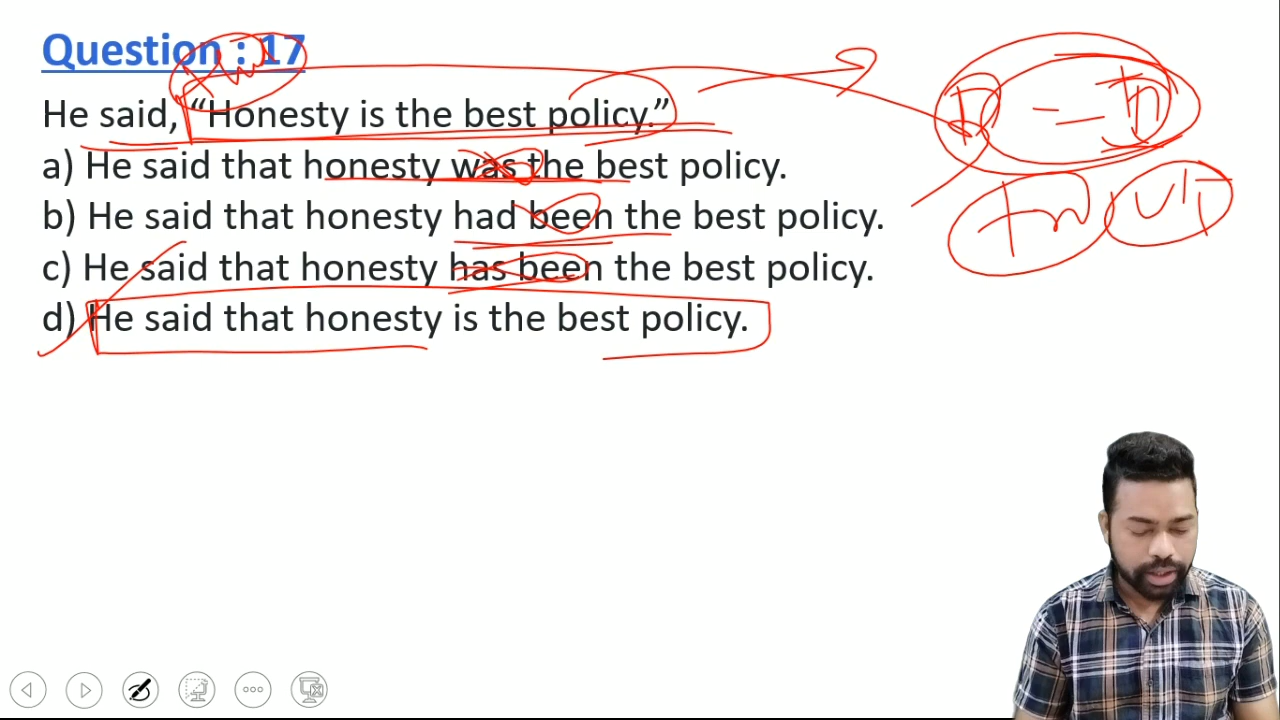 Question : 17
He said, “Honesty is the best policy.”
a) He said that honesty was the best policy.
b) He said that honesty had been the best policy.
c) He said that honesty has been the best policy.
d) He said that honesty is the best policy.